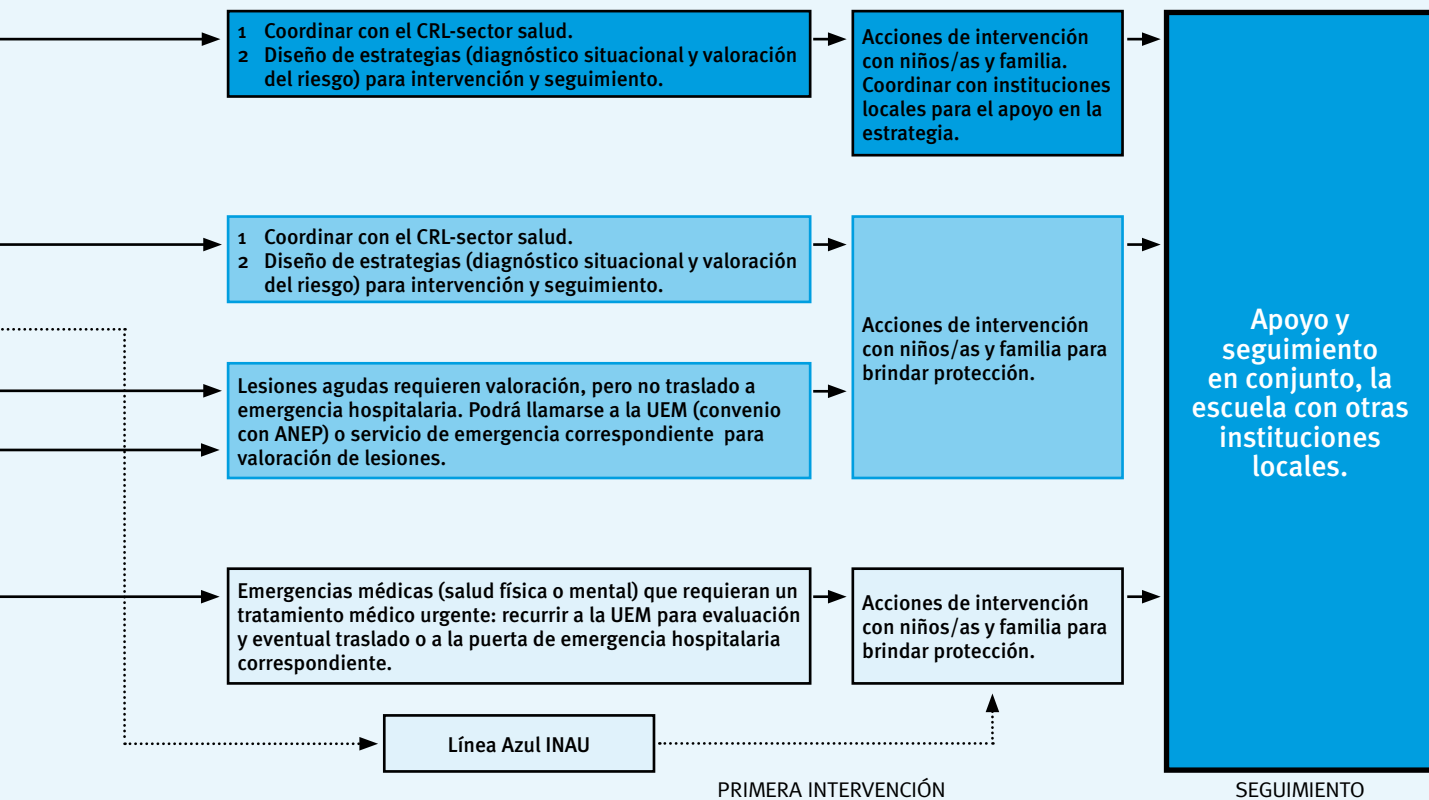 1 Coordinar con el CRL-sector salud.
2 Diseño de estrategias (diagnóstico situacional y valoración
del riesgo) para intervención y seguimiento.
Acciones de intervención
con niños/as y familia.
Coordinar con instituciones
locales para el apoyo en la
estrategia.
1 Coordinar con el CRL-sector salud.
2 Diseño de estrategias (diagnóstico situacional y valoración
del riesgo) para intervención y seguimiento.
Lesiones agudas requieren valoración, pero no traslado a
emergencia hospitalaria. Podrá llamarse a la UEM (convenio
con ANEP) o servicio de emergencia correspondiente para
valoración de lesiones.
Acciones de intervención
con niños/as y familia para
brindar protección.
Emergencias médicas (salud física o mental) que requieran un
tratamiento médico urgente: recurrir a la UEM para evaluación
y eventual traslado o a la puerta de emergencia hospitalaria
correspondiente.
Acciones de intervención
con niños/as y familia para
brindar protección.
Línea Azul INAU
Apoyo y
seguimiento
en conjunto, la
escuela con otras
instituciones
locales.
PRIMERA INTERVENCIÓN
SEGUIMIENTO